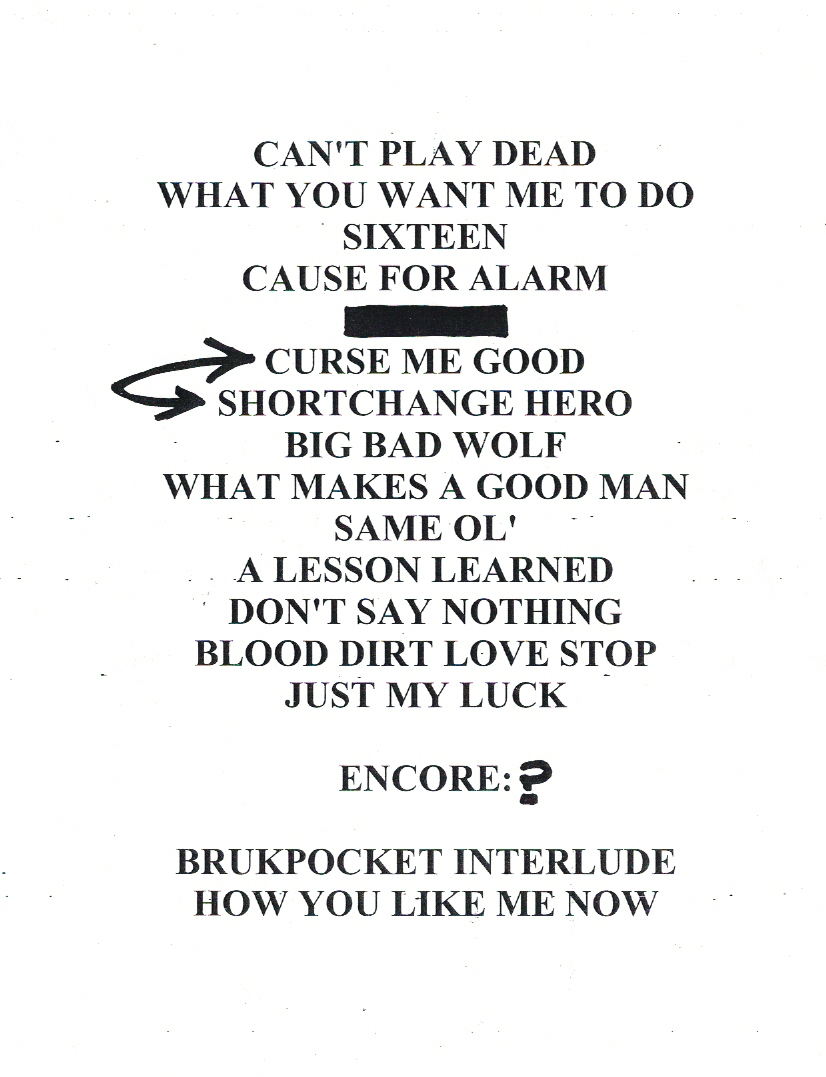 CAN'T PLAY DEAD
WHAT YOU WANT ME TO DO
SIXTEEN
CAUSE FOR ALARM
CURSE ME GOOD
SHORTCHANGE HERO
BIG BAD WOLF
WHAT MAKES A GOOD MAN
SAME OL'
A LESSON LEARNED
DON'T SAY NOTHING
BLOOD DIRT LOVE STOP
JUST MY LUCK
ENCORE:?
BRUKPOCKET INTERLUDE
HOW YOU LIKE ME NOW